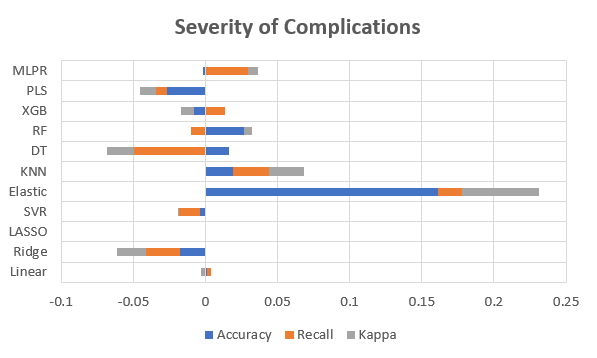 Severity of Complications
MLPR
PLS
XGB
RF
DT
KNN
Elastic
SVR
LASSO
Ridge
Linear
-0.1 -0.05 0 0.05 0.1 0.15 0.2 0.25
Accuracy Recall Kappa